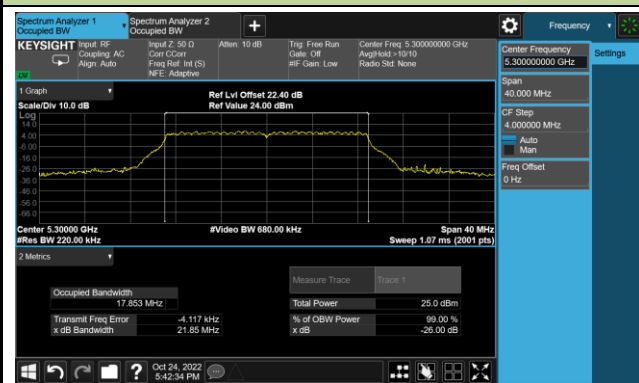 Spectrum Analyzer 1
Occupied BW
Spectrum Analyzer 2
Occupied BW
+
Frequency
KEYSIGHT
Input: RF
Coupling: AC
Align: Auto
Input Z: 50 Ω
Corr CCorr
Freq Ref: Int (S)
NFE: Adaptive
Atten: 10 dB
Trig: Free Run
Gate: Off
#IF Gain: Low
Center Freq: 5.300000000 GHz
Avg|Hold:>10/10
Radio Std: None
Center Frequency
5.300000000 GHz
Settings
Span
40.000 MHz
CF Step
4.000000 MHz
Auto
Man
Freq Offset
0 Hz
1 Graph
Scale/Div 10.0 dB
Ref Lvl Offset 22.40 dB
Ref Value 24.00 dBm
Log
14.0
4.00
-6.00
-16.0
-26.0
-36.0
-46.0
-56.0
-66.0
Center 5.30000 GHz
#Res BW 220.00 kHz
#Video BW 680.00 kHz
Span 40 MHz
Sweep 1.07 ms (2001 pts)
2 Metrics
Measure Trace
Trace 1
Occupied Bandwidth
17.853 MHz
Total Power
25.0 dBm
Transmit Freq Error
-4.117 kHz
% of OBW Power
99.00 %
x dB Bandwidth
21.85 MHz
x dB
-26.00 dB
?
Oct 24, 2022
5:42:34 PM